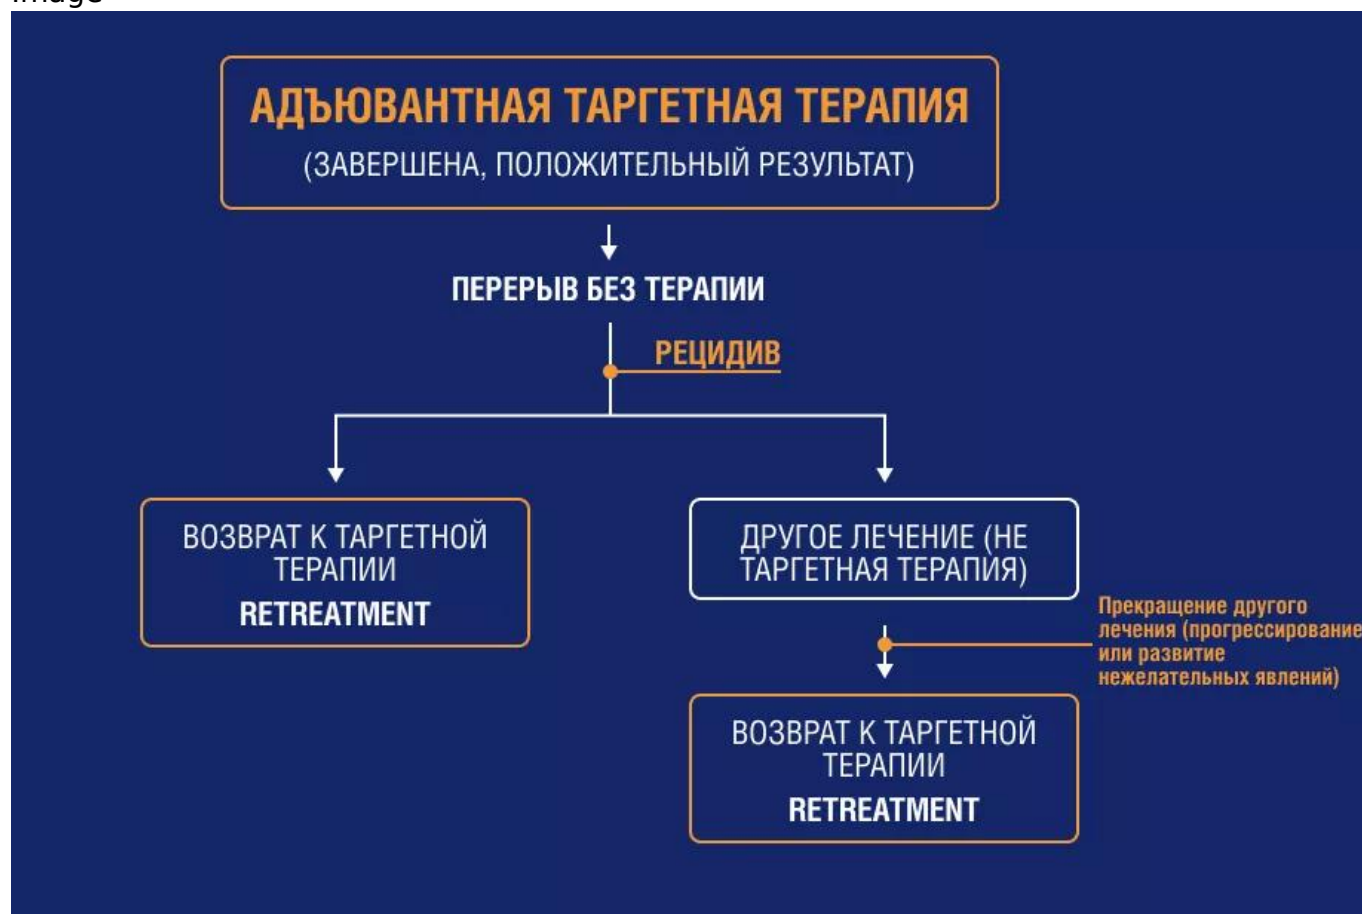 АДЪЮВАНТНАЯ ТАРГЕТНАЯ ТЕРАПИЯ
(ЗАВЕРШЕНА, ПОЛОЖИТЕЛЬНЫЙ РЕЗУЛЬТАТ)
ПЕРЕРЫВ БЕЗ ТЕРАПИИ
РЕЦИДИВ
ВОЗВРАТ К ТАРГЕТНОЙ
ТЕРАПИИ
RETREATMENT
ДРУГОЕ ЛЕЧЕНИЕ (НЕ
ТАРГЕТНАЯ ТЕРАПИЯ)
Прекращение другого
лечения (прогрессирование
или развитие
нежелательных явлений)
ВОЗВРАТ К ТАРГЕТНОЙ
ТЕРАПИИ
RETREATMENT